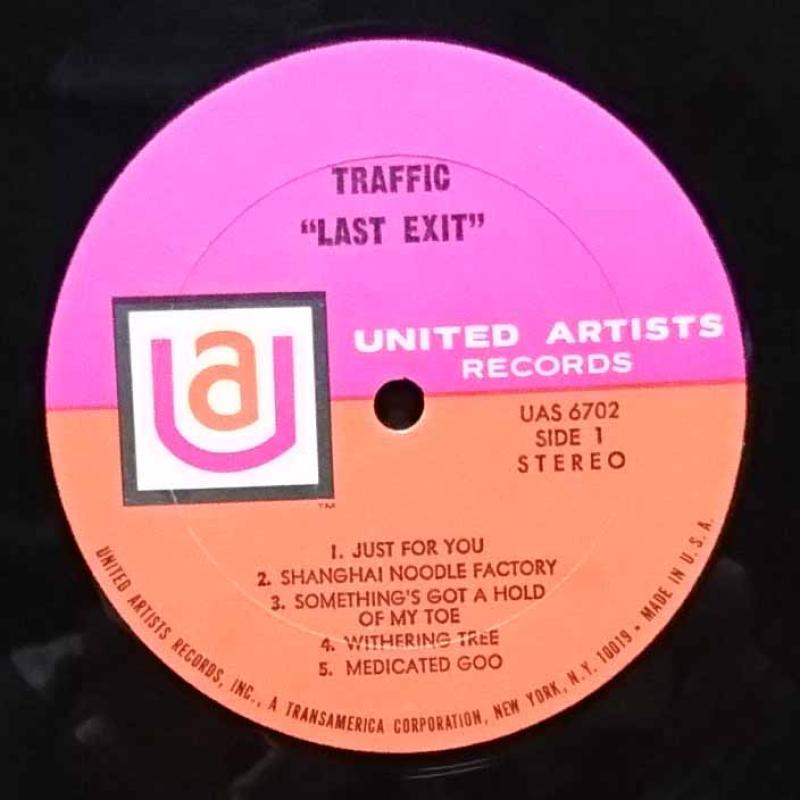 TRAFFIC
“LAST EXIT”
ua
UNITED ARTISTS
RECORDS
UAS 6702
SIDE 1
STEREO
TM
1. JUST FOR YOU
2. SHANGHAI NOODLE FACTORY
3. SOMETHING'S GOT A HOLD
OF MY TOE
4. WITHERING TREE
5. MEDICATED GOO
UNITED ARTISTS RECORDS, INC., A TRANSAMERICA CORPORATION, NEW YORK, N.Y. 10019 • MADE IN U.S.A.